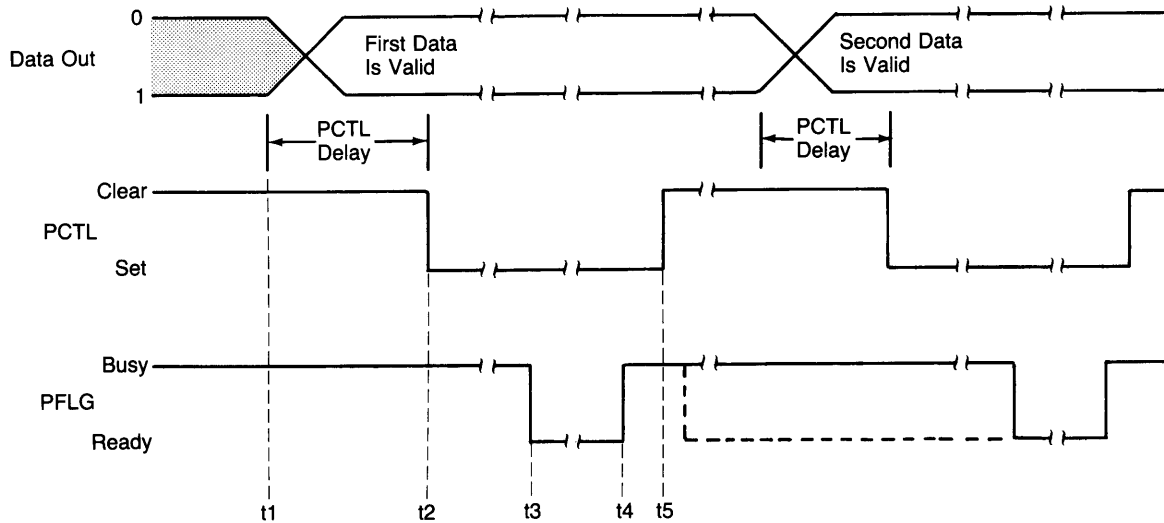 0
Data Out
1
First Data
Is Valid
Second Data
Is Valid
PCTL
Delay
PCTL
Delay
Clear
PCTL
Set
Busy
PFLG
Ready
t1
t2
t3
t4
t5